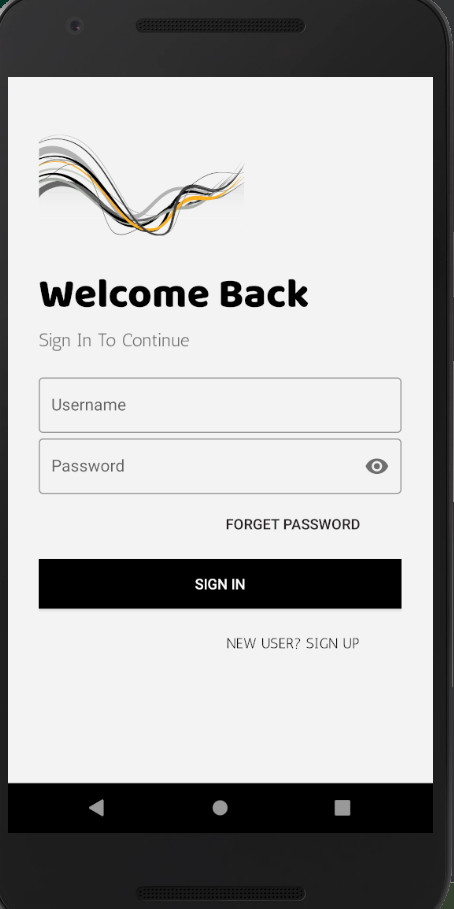 Welcome Back
Sign In To Continue
Username
Password
FORGET PASSWORD
SIGN IN
NEW USER? SIGN UP